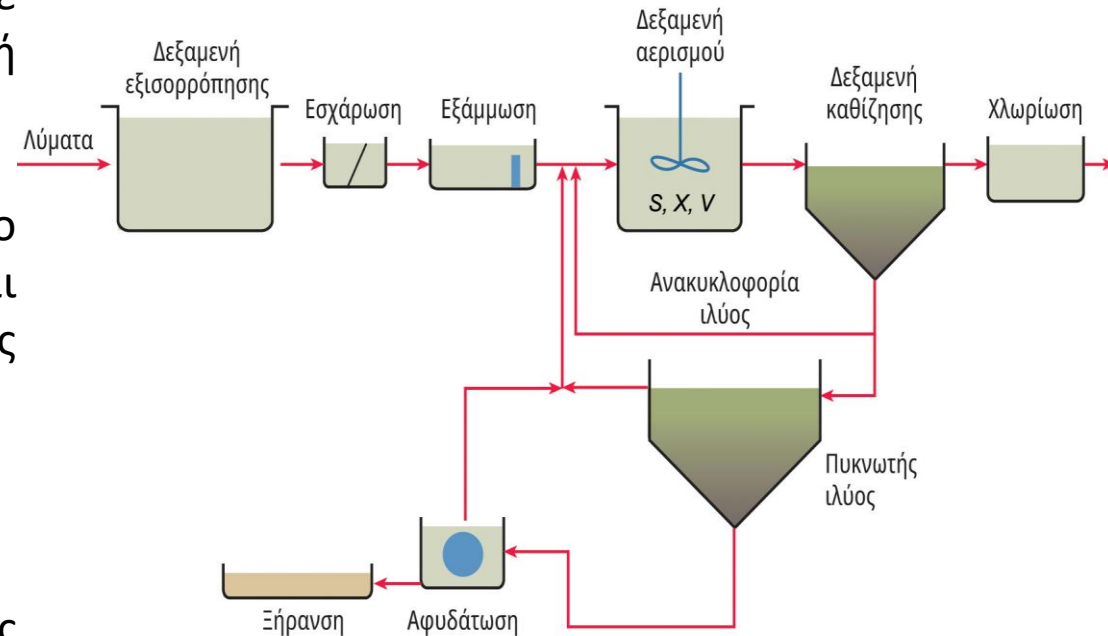 Δεξαμενή
εξισορρόπησης
Λύματα
Εσχάρωση
Εξάμμωση
Δεξαμενή
αερισμού
S, X, V
Δεξαμενή
καθίζησης
Χλωρίωση
Ανακυκλοφορία
ιλύος
Πυκνωτής
ιλύος
Αφυδάτωση
Ξήρανση